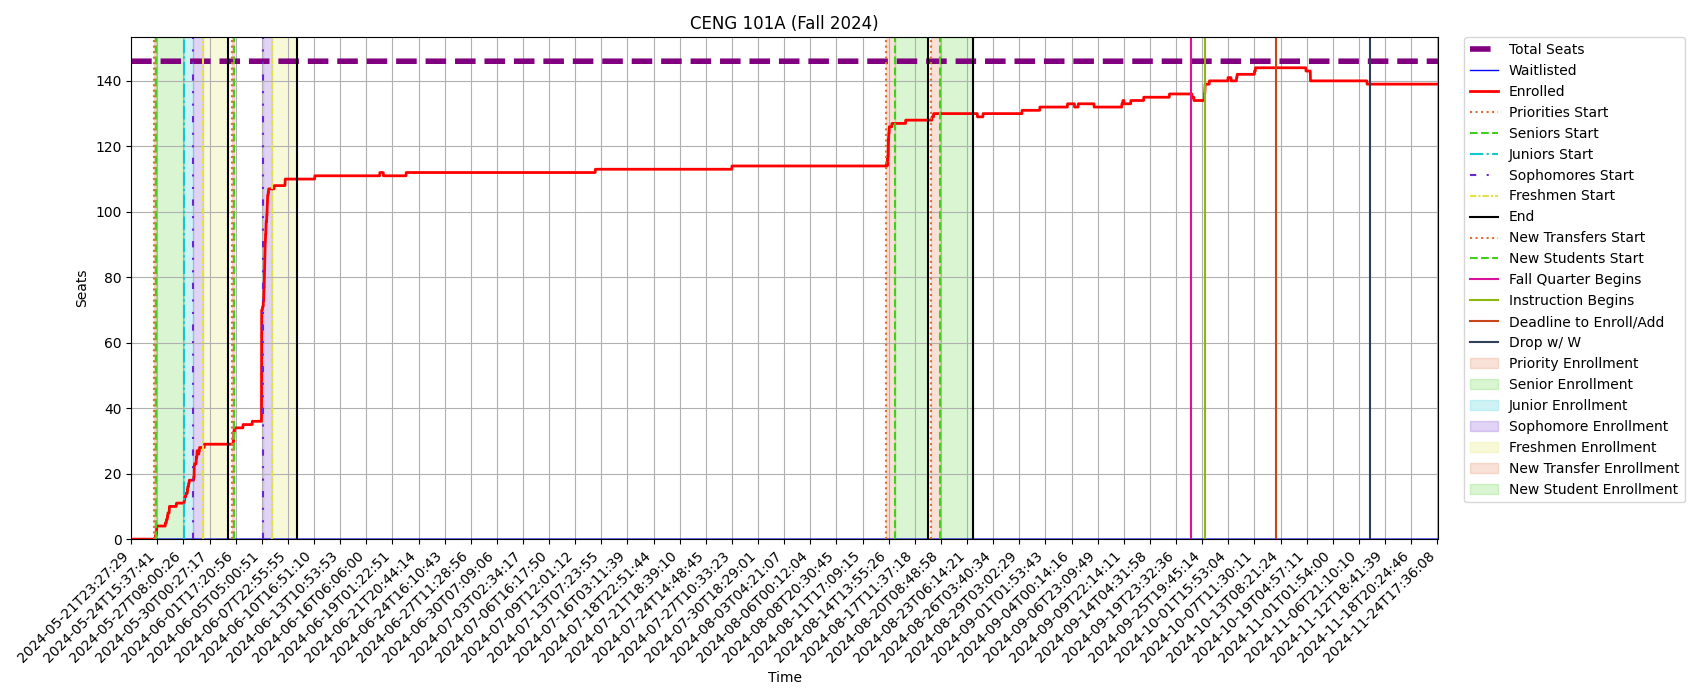 CENG 101A (Fall 2024)
Seats
140
120
100
80
60
40
20
0
2024-05-21T23:27:29
2024-05-24T15:37:41
2024-05-27T08:00:26
2024-05-30T00:27:17
2024-06-01T17:20:56
2024-06-05T05:00:51
2024-06-07T22:55:55
2024-06-10T16:51:10
2024-06-13T10:53:53
2024-06-16T06:06:00
2024-06-19T01:22:51
2024-06-21T20:44:14
2024-06-24T16:10:43
2024-06-27T11:28:56
2024-06-30T07:09:06
2024-07-03T02:34:17
2024-07-06T16:17:50
2024-07-09T12:01:12
2024-07-13T07:23:55
2024-07-16T03:11:39
2024-07-18T22:51:44
2024-07-21T18:39:10
2024-07-24T14:48:45
2024-07-27T10:33:23
2024-07-30T18:29:01
2024-08-03T04:21:07
2024-08-06T00:12:04
2024-08-08T20:30:45
2024-08-11T17:09:15
2024-08-14T13:55:26
2024-08-17T11:37:18
2024-08-20T08:48:58
2024-08-23T06:14:21
2024-08-26T03:40:34
2024-08-29T03:02:29
2024-09-01T01:53:43
2024-09-04T00:14:16
2024-09-06T23:09:49
2024-09-09T22:14:11
2024-09-14T04:31:58
2024-09-19T23:32:36
2024-09-25T19:45:14
2024-10-01T15:53:04
2024-10-07T11:30:11
2024-10-13T08:21:24
2024-10-19T04:57:11
2024-11-01T01:54:00
2024-11-06T21:10:10
2024-11-12T18:41:39
2024-11-18T20:24:46
2024-11-24T17:36:08
Time
Total Seats
Waitlisted
Enrolled
Priorities Start
Seniors Start
Juniors Start
Sophomores Start
Freshmen Start
End
New Transfers Start
New Students Start
Fall Quarter Begins
Instruction Begins
Deadline to Enroll/Add
Drop w/ W
Priority Enrollment
Senior Enrollment
Junior Enrollment
Sophomore Enrollment
Freshmen Enrollment
New Transfer Enrollment
New Student Enrollment